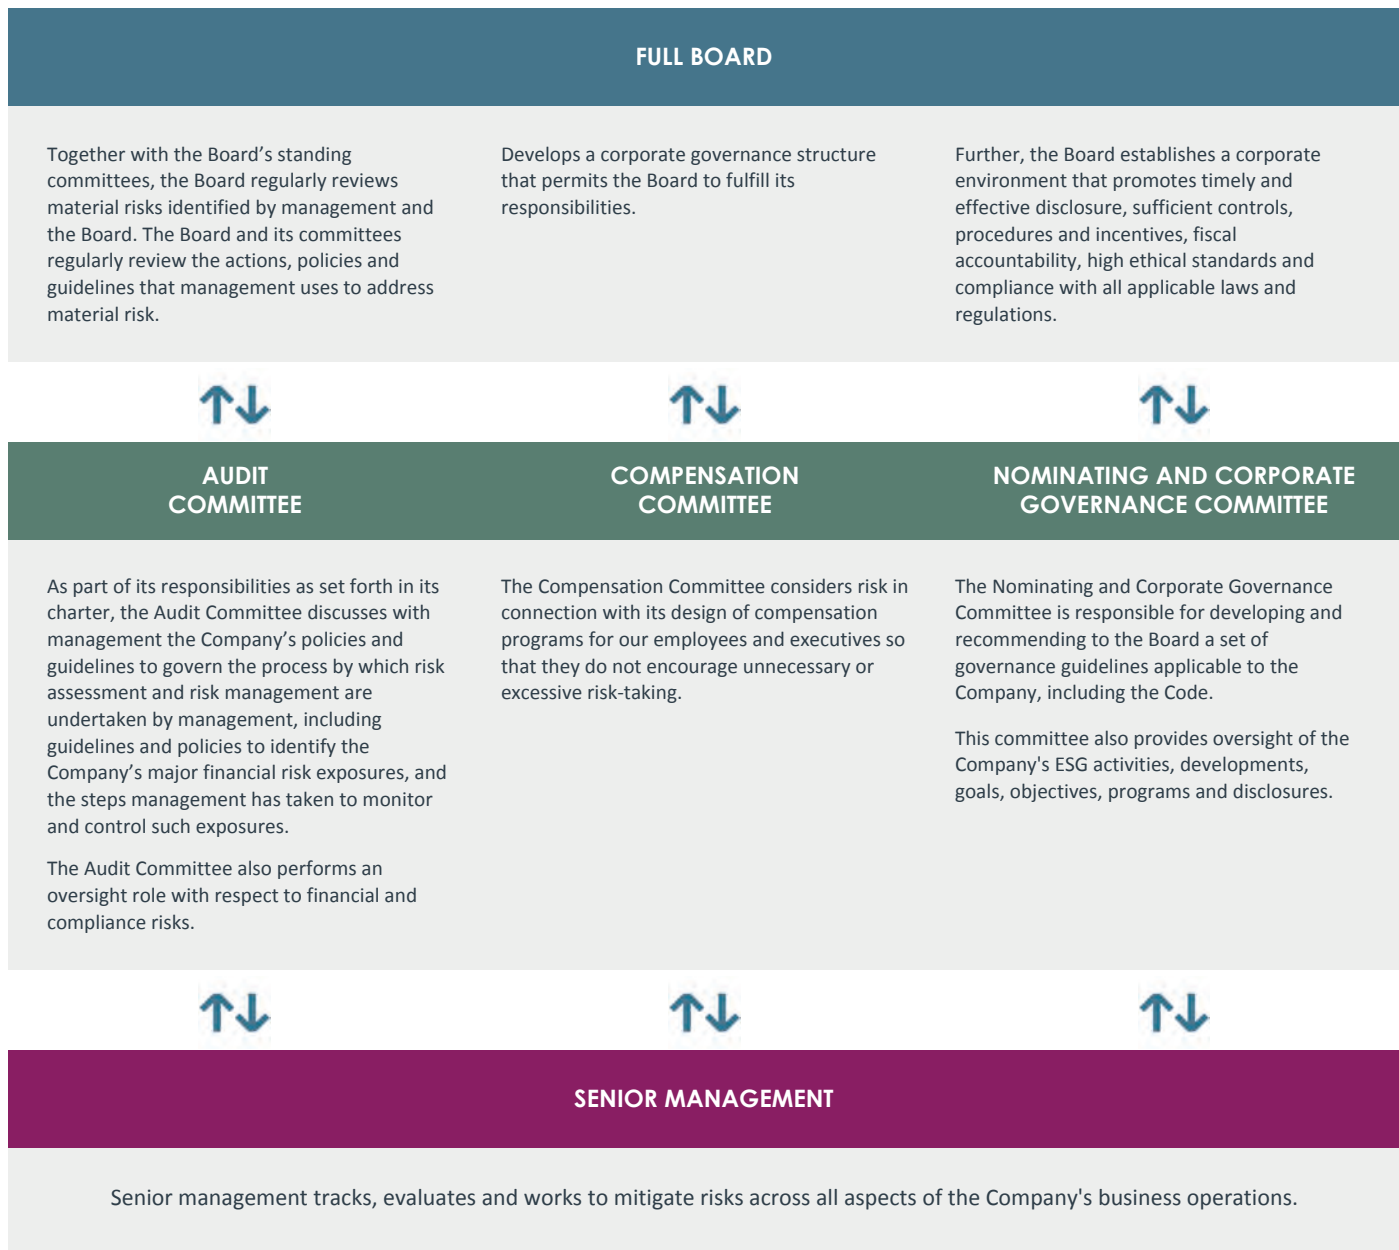 FULL BOARD
Together with the Board’s standing
committees, the Board regularly reviews
material risks identified by management and
the Board. The Board and its committees
regularly review the actions, policies and
guidelines that management uses to address
material risk.
Develops a corporate governance structure
that permits the Board to fulfill its
responsibilities.
Further, the Board establishes a corporate
environment that promotes timely and
effective disclosure, sufficient controls,
procedures and incentives, fiscal
accountability, high ethical standards and
compliance with all applicable laws and
regulations.
AUDIT
COMMITTEE
COMPENSATION
COMMITTEE
NOMINATING AND CORPORATE
GOVERNANCE COMMITTEE
As part of its responsibilities as set forth in its
charter, the Audit Committee discusses with
management the Company’s policies and
guidelines to govern the process by which risk
assessment and risk management are
undertaken by management, including
guidelines and policies to identify the
Company’s major financial risk exposures, and
the steps management has taken to monitor
and control such exposures.
The Audit Committee also performs an
oversight role with respect to financial and
compliance risks.
The Compensation Committee considers risk in
connection with its design of compensation
programs for our employees and executives so
that they do not encourage unnecessary or
excessive risk-taking.
The Nominating and Corporate Governance
Committee is responsible for developing and
recommending to the Board a set of
governance guidelines applicable to the
Company, including the Code.
This committee also provides oversight of the
Company's ESG activities, developments,
goals, objectives, programs and disclosures.
SENIOR MANAGEMENT
Senior management tracks, evaluates and works to mitigate risks across all aspects of the Company's business operations.